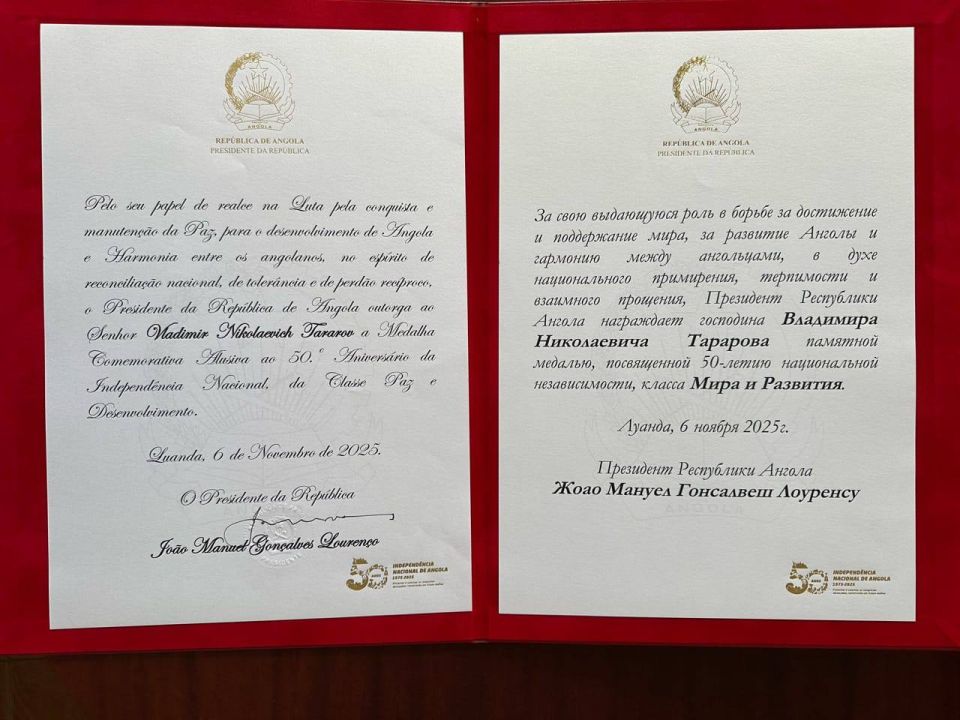 ANGOLA
REPÚBLICA DE ANGOLA
PRESIDENTE DA REPÚBLICA
Pelo seu papel de realce na Luta pela conquista e
manutenção da Paz, para o desenvolvimento de Angola
e Harmonia entre os angolanos, no espírito de
reconciliação nacional, de tolerância e de perdão recíproco,
o Presidente da República de Angola outorga ao
Senhor Vladimir Nikolaevich Tararov a Medalha
Comemorativa Alusiva ao 50.º Aniversário da
Independência Nacional, da Classe Paz e
Desenvolvimento.
Luanda, 6 de Novembro de 2025.
O Presidente da República
João Manuel Gonçalves Lourenço
50 ANOS
INDEPENDÊNCIA
NACIONAL DE ANGOLA
1975-2025
ANGOLA
REPÚBLICA DE ANGOLA
PRESIDENTE DA REPÚBLICA
За свою выдающуюся роль в борьбе за достижение
и поддержание мира, за развитие Анголы и
гармонию между ангольцами, в духе
национального примирения, терпимости и
взаимного прощения, Президент Республики
Ангола награждает господина Владимира
Николаевича Тарарова памятной
медалью, посвященной 50-летию национальной
независимости, класса Мира и Развития.
Луанда, 6 ноября 2025г.
Президент Республики Ангола
Жоао Мануел Гонсалвеш Лоуренсу
50 ANOS
INDEPENDÊNCIA
NACIONAL DE ANGOLA
1975-2025